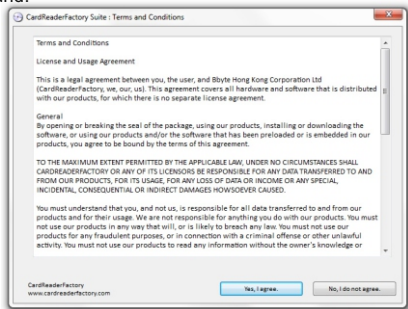 and:
CardReaderFactory Suite : Terms and Conditions
Terms and Conditions
License and Usage Agreement
This is a legal agreement between you, the user, and Bbyte Hong Kong Corporation Ltd
(CardReaderFactory, we, our, us). This agreement covers all hardware and software that is distributed
with our products, for which there is no separate license agreement.
General
By opening or breaking the seal of the package, using our products, installing or downloading the
software, or using our products and/or the software that has been preloaded or is embedded in our
products, you agree to be bound by the terms of this agreement.
TO THE MAXIMUM EXTENT PERMITTED BY THE APPLICABLE LAW, UNDER NO CIRCUMSTANCES SHALL
CARDREADERFACTORY OR ANY OF ITS LICENSORS BE RESPONSIBLE FOR ANY DATA TRANSFERRED TO AND
FROM OUR PRODUCTS, FOR ITS USAGE, FOR ANY LOSS OF DATA OR INCOME OR ANY SPECIAL,
INCIDENTAL, CONSEQUENTIAL OR INDIRECT DAMAGES HOWSOEVER CAUSED.
You must understand that you, and not us, is responsible for all data transferred to and from our
products and for their usage. We are not responsible for anything you do with our products. You must
not use our products in any way that will, or is likely to breach any law. You must not use our
products for any fraudulent purposes, or in connection with a criminal offense or other unlawful
activity. You must not use our products to read any information without the owner's knowledge or
CardReaderFactory
www.cardreaderfactory.com
Yes, I agree.
No, I do not agree.